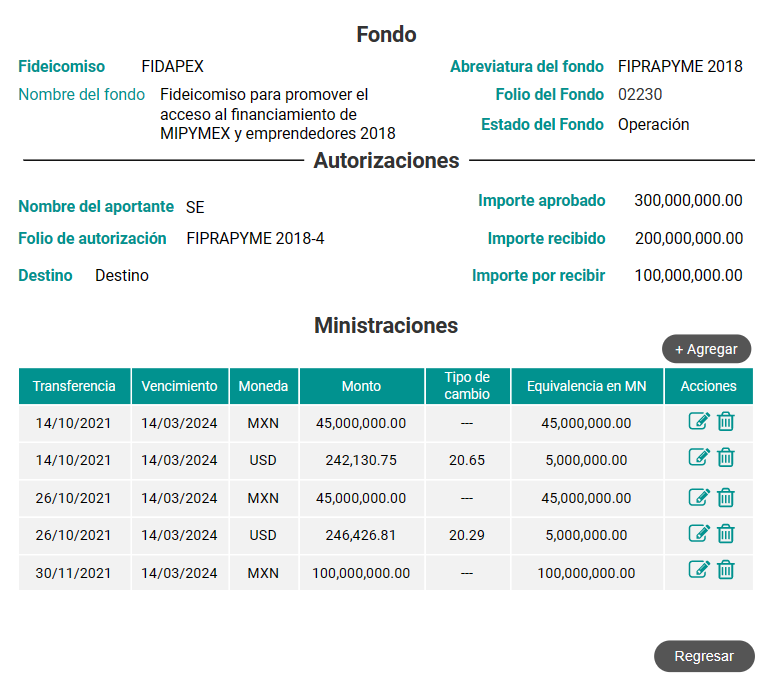 Fondo
Fideicomiso FIDAPEX Abreviatura del fondo FIPRAPYME 2018
Nombre del fondo Fideicomiso para promover el Folio del Fondo 02230
acceso al financiamiento de
MIPYMEX y emprendedores 2018 Estado del Fondo Operación
Autorizaciones
Nombre del aportante SE Importe aprobado 300,000,000.00
Folio de autorización FIPRAPYME 2018-4 Importe recibido 200,000,000.00
Destino Destino Importe por recibir 100,000,000.00
Ministraciones
+ Agregar
Transferencia Vencimiento Moneda Monto Tipo de cambio Equivalencia en MN Acciones
14/10/2021 14/03/2024 MXN 45,000,000.00 --- 45,000,000.00
14/10/2021 14/03/2024 USD 242,130.75 20.65 5,000,000.00
26/10/2021 14/03/2024 MXN 45,000,000.00 --- 45,000,000.00
26/10/2021 14/03/2024 USD 246,426.81 20.29 5,000,000.00
30/11/2021 14/03/2024 MXN 100,000,000.00 --- 100,000,000.00
Regresar